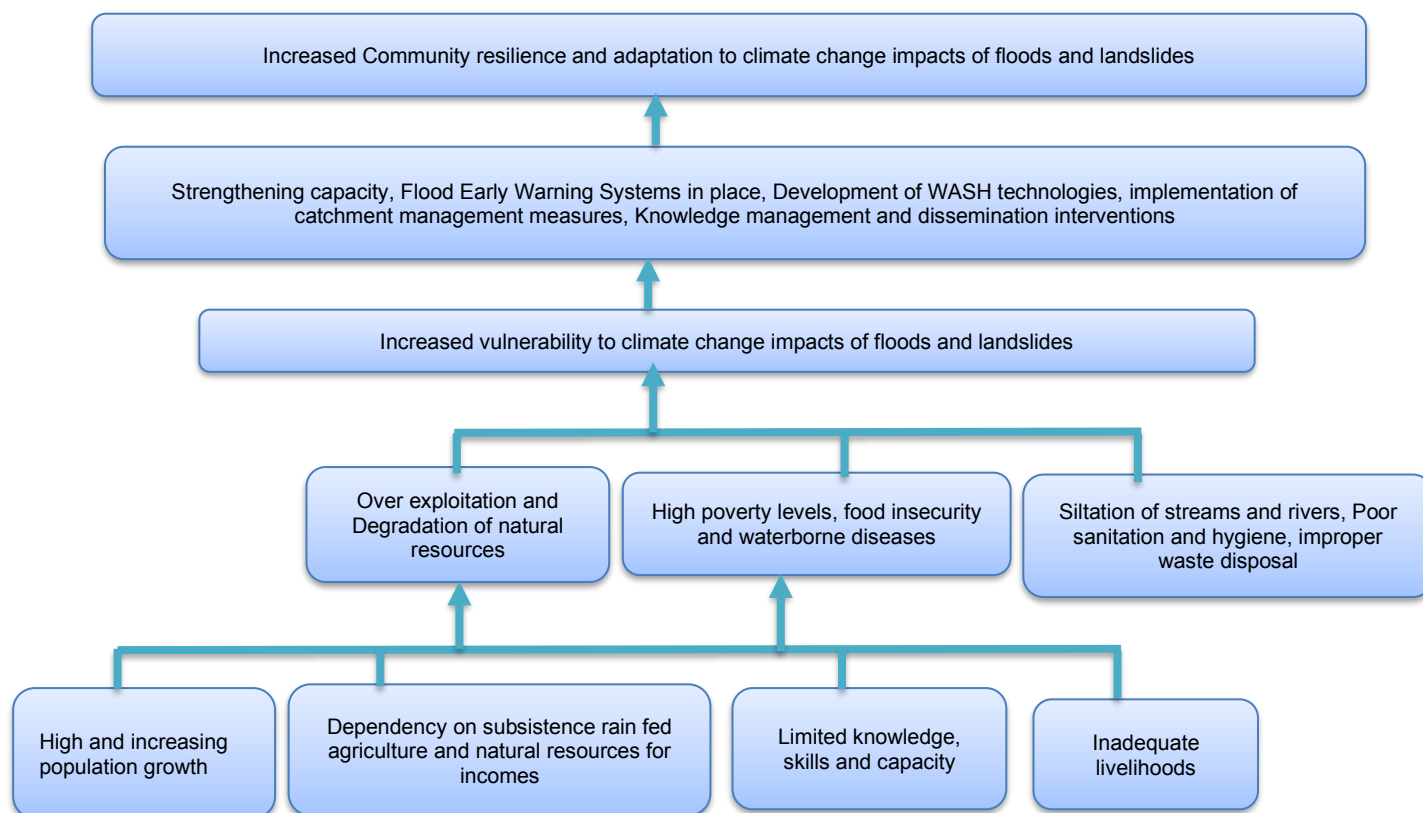 Increased Community resilience and adaptation to climate change impacts of floods and landslides
Strengthening capacity, Flood Early Warning Systems in place, Development of WASH technologies, implementation of
catchment management measures, Knowledge management and dissemination interventions
Increased vulnerability to climate change impacts of floods and landslides
Over exploitation and
Degradation of natural
resources
High poverty levels, food insecurity
and waterborne diseases
Siltation of streams and rivers, Poor
sanitation and hygiene, improper
waste disposal
High and increasing
population growth
Dependency on subsistence rain fed
agriculture and natural resources for
incomes
Limited knowledge,
skills and capacity
Inadequate
livelihoods